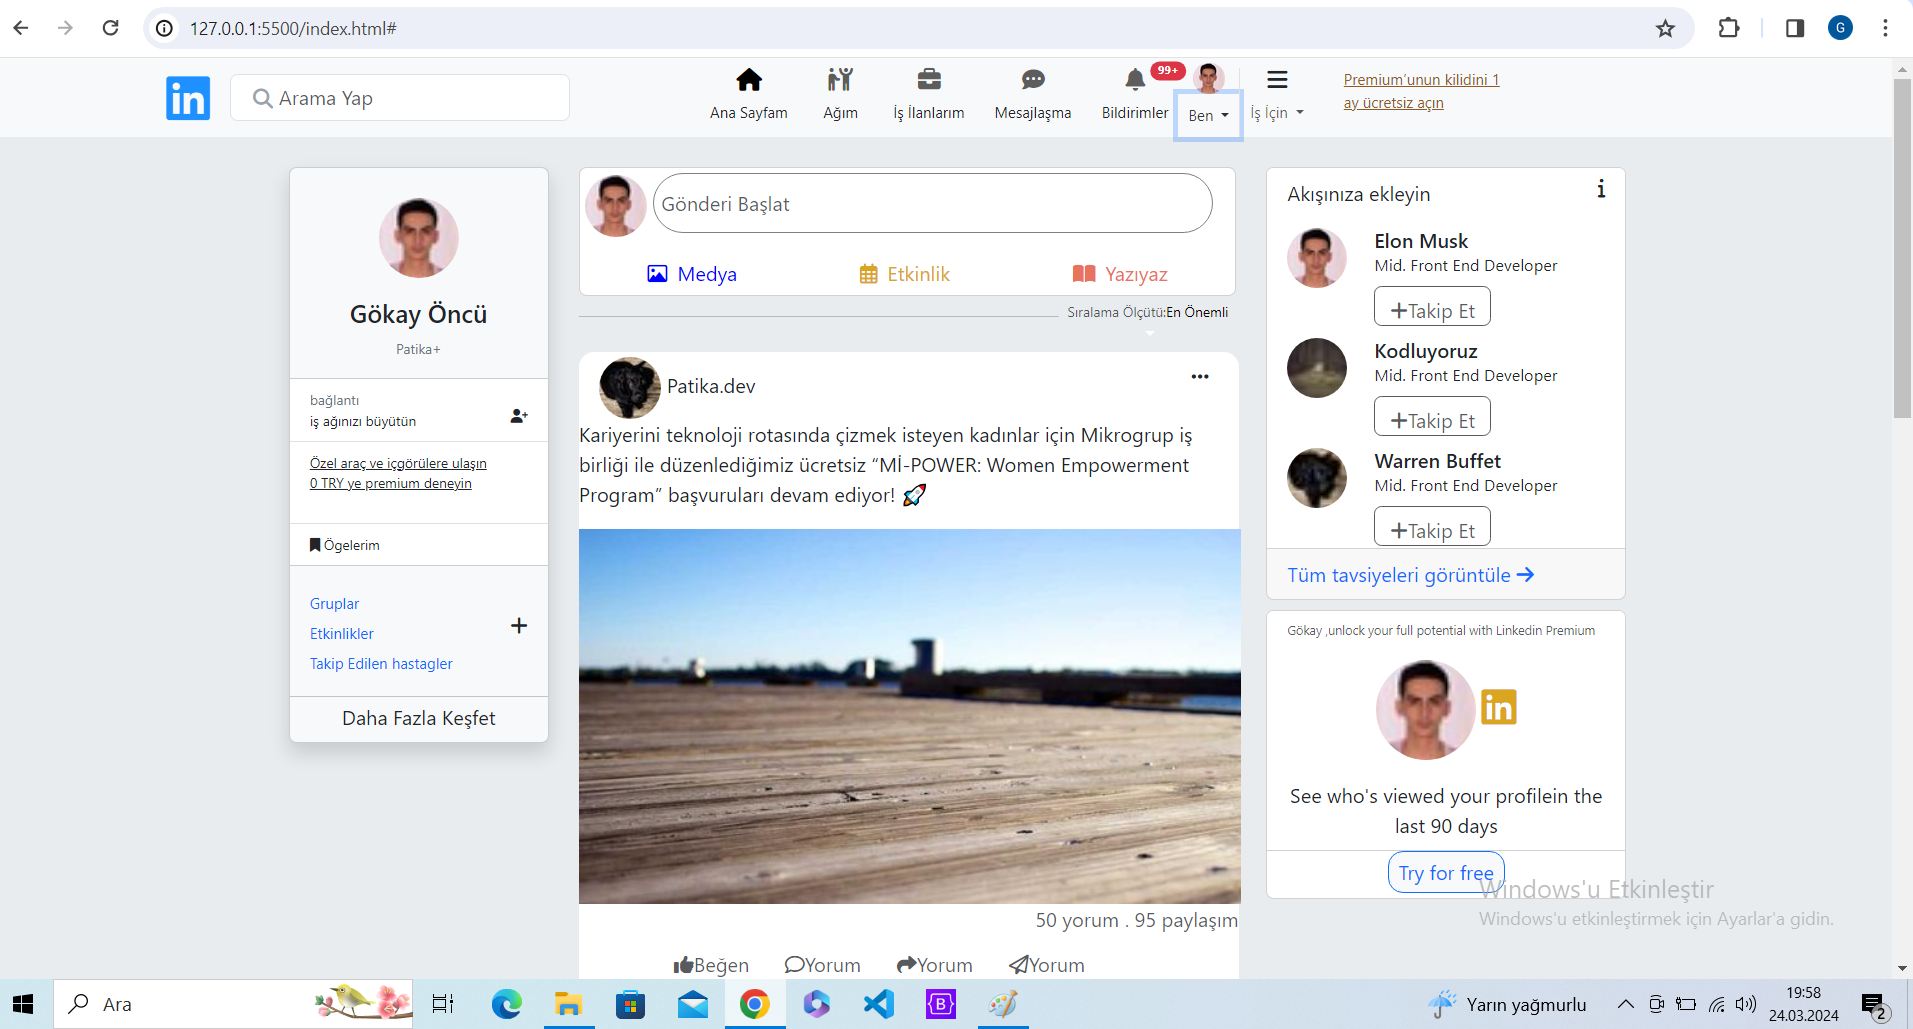 127.0.0.1:5500/index.html#
G
in
Arama Yap
Ana Sayfam
Ağım
İş İlanlarım
Mesajlaşma
99+
Bildirimler
Ben
İş İçin
Premium'unun kilidini 1
ay ücretsiz açın
Gökay Öncü
Patika+
bağlantı
iş ağınızı büyütün
Özel araç ve içgörülere ulaşın
0 TRY ye premium deneyin
Ögelerim
Gruplar
Etkinlikler
Takip Edilen hastagler
Daha Fazla Keşfet
Gönderi Başlat
Medya
Etkinlik
Yazıyaz
Sıralama Ölçütü:En Önemli
Patika.dev
Kariyerini teknoloji rotasında çizmek isteyen kadınlar için Mikrogrup iş
birliği ile düzenlediğimiz ücretsiz “Mİ-POWER: Women Empowerment
Program” başvuruları devam ediyor! 🚀
50 yorum . 95 paylaşım
Beğen
Yorum
Yorum
Yorum
Akışınıza ekleyin
Elon Musk
Mid. Front End Developer
+Takip Et
Kodluyoruz
Mid. Front End Developer
+Takip Et
Warren Buffet
Mid. Front End Developer
+Takip Et
Tüm tavsiyeleri görüntüle →
Gökay ,unlock your full potential with Linkedin Premium
in
See who's viewed your profilein the
last 90 days
Try for free
Windows'u Etkinleştir
Windows'u etkinleştirmek için Ayarlar'a gidin.
Ara
B
Yarın yağmurlu
19:58
24.03.2024
2